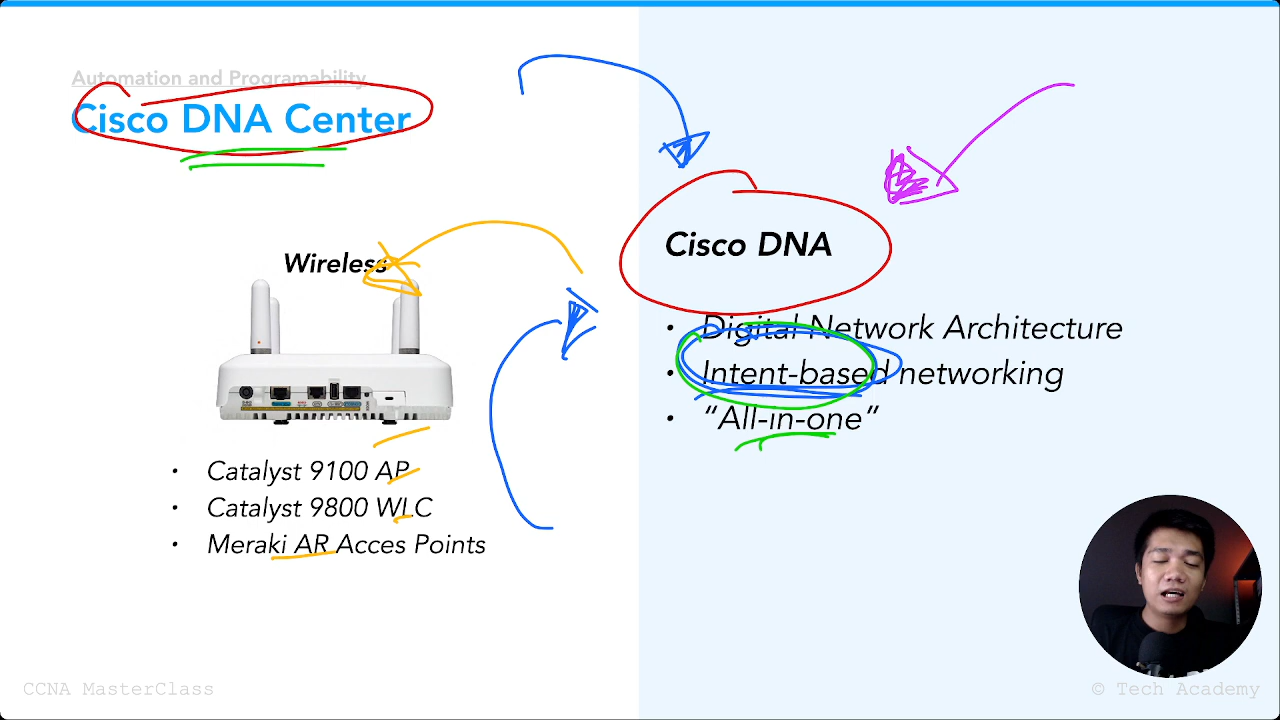 Automation and Programability
Cisco DNA Center
Wireless
• Catalyst 9100 AP
• Catalyst 9800 WLC
• Meraki AR Acces Points
Cisco DNA
• Digital Network Architecture
• Intent-based networking
• “All-in-one”
CCNA MasterClass
© Tech Academy